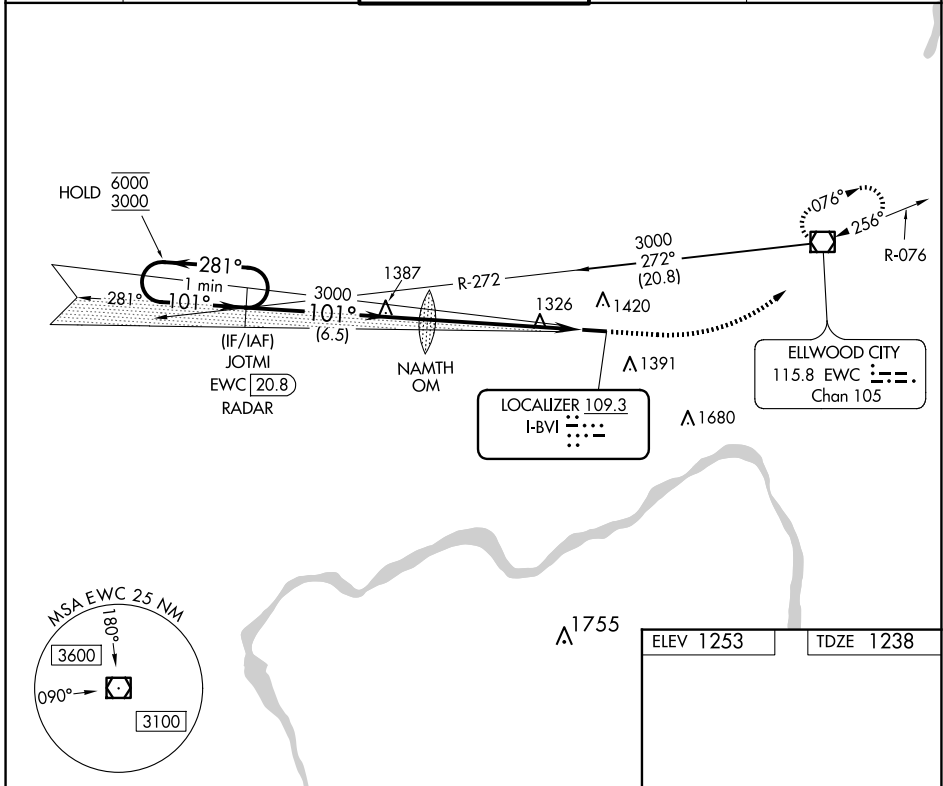 HOLD 6000
3000
281°
1 min
281°
101°
3000
101°
(6.5)
1387
R-272
3000
272°
(20.8)
076°
256°
R-076
1326
1420
1391
1680
1755
(IF/IAF)
JOTMI
EWC 20.8
RADAR
NAMTH
OM
LOCALIZER 109.3
I-BVI
ELLWOOD CITY
115.8 EWC
Chan 105
MSA EWC 25 NM
180°
3600
090°
3100
ELEV 1253
TDZE 1238